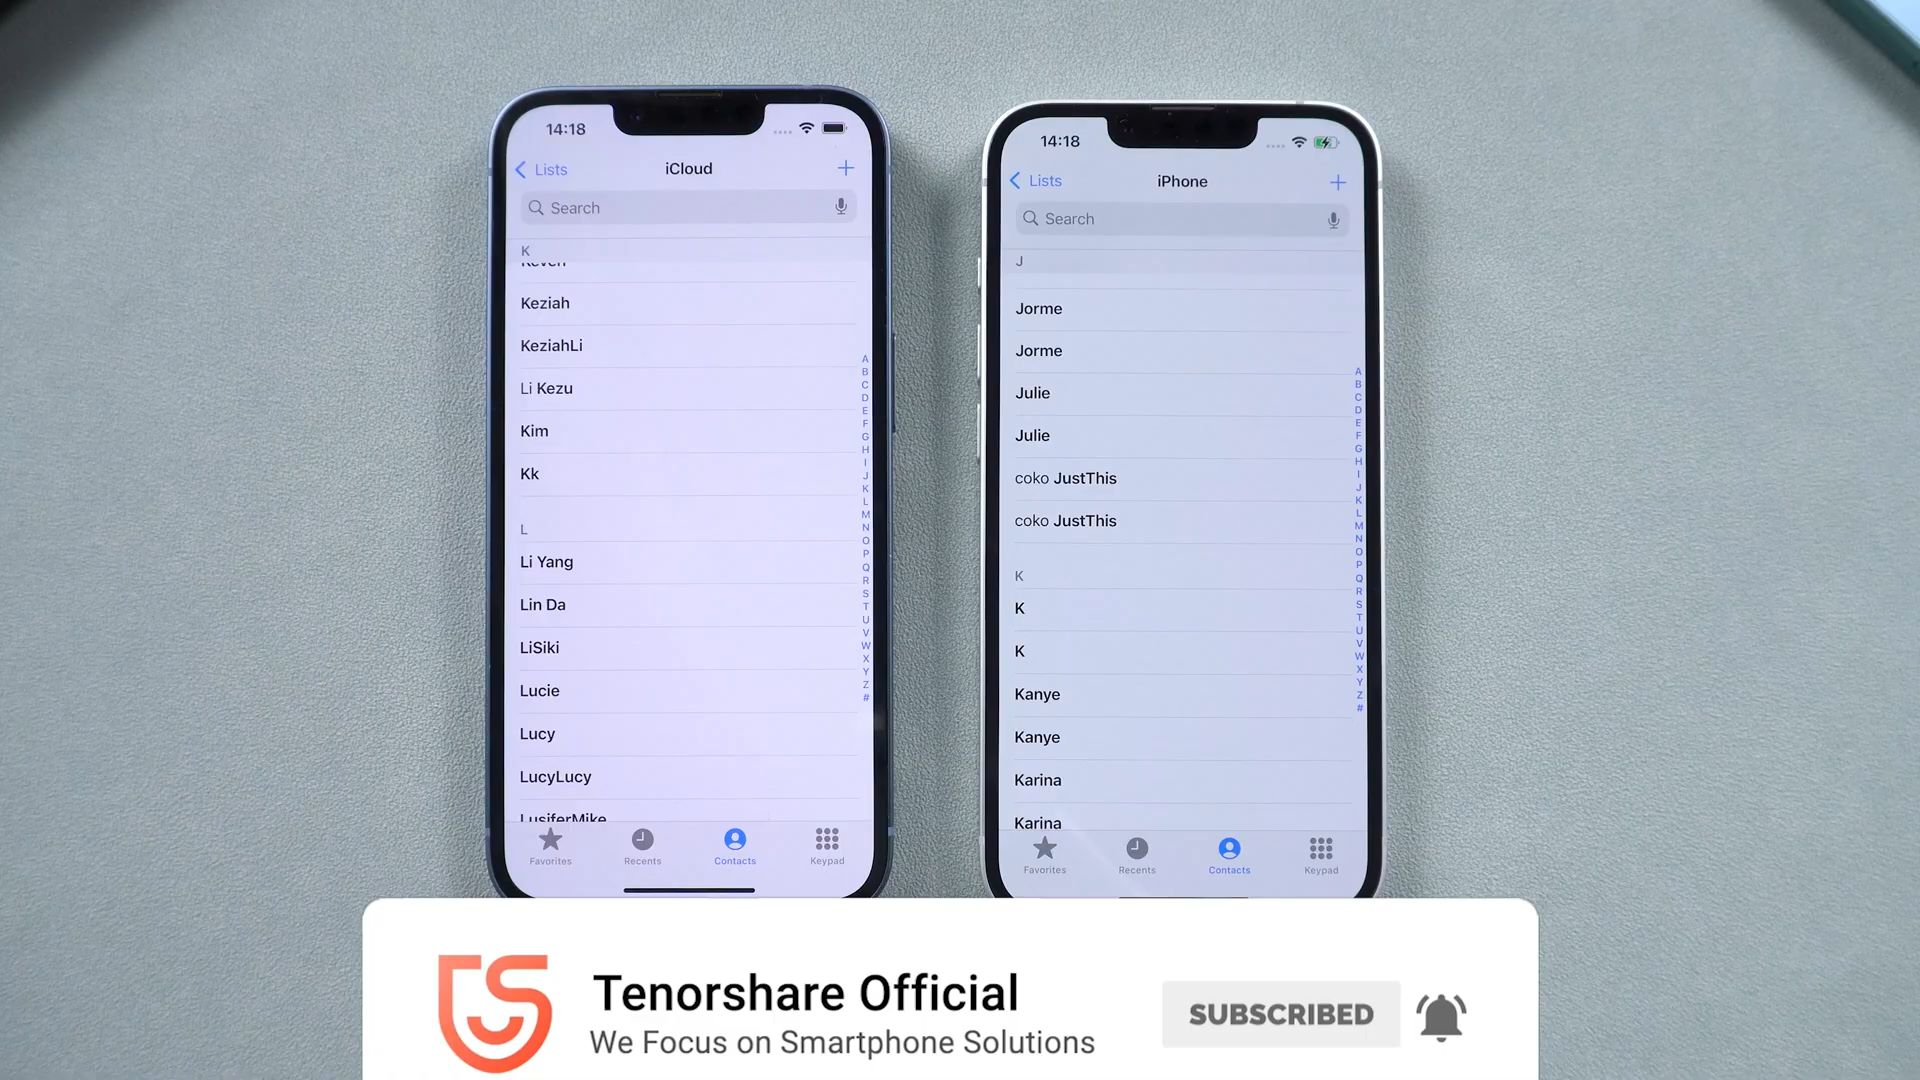 14:18
Lists
iCloud
Search
K
Keven
Keziah
KeziahLi
Li Kezu
Kim
Kk
L
Li Yang
Lin Da
LiSiki
Lucie
Lucy
LucyLucy
LusiferMike
A
B
C
D
E
F
G
H
I
J
K
L
M
N
O
P
Q
R
S
T
U
V
W
X
Y
Z
#
Favorites
Recents
Contacts
Keypad
14:18
Lists
iPhone
Search
J
Jorme
Jorme
Julie
Julie
coko JustThis
coko JustThis
K
K
K
Kanye
Kanye
Karina
Karina
A
B
C
D
E
F
G
H
I
J
K
L
M
N
O
P
Q
R
S
T
U
V
W
X
Y
Z
#
Favorites
Recents
Contacts
Keypad
Tenorshare Official
We Focus on Smartphone Solutions
SUBSCRIBED